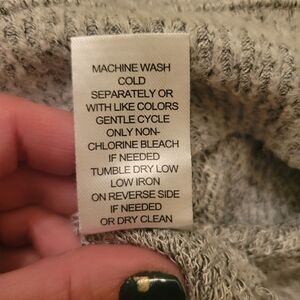 MACHINE WASH
COLD
SEPARATELY OR
WITH LIKE COLORS
GENTLE CYCLE
ONLY NON-
CHLORINE BLEACH
IF NEEDED
TUMBLE DRY LOW
LOW IRON
ON REVERSE SIDE
IF NEEDED
OR DRY CLEAN